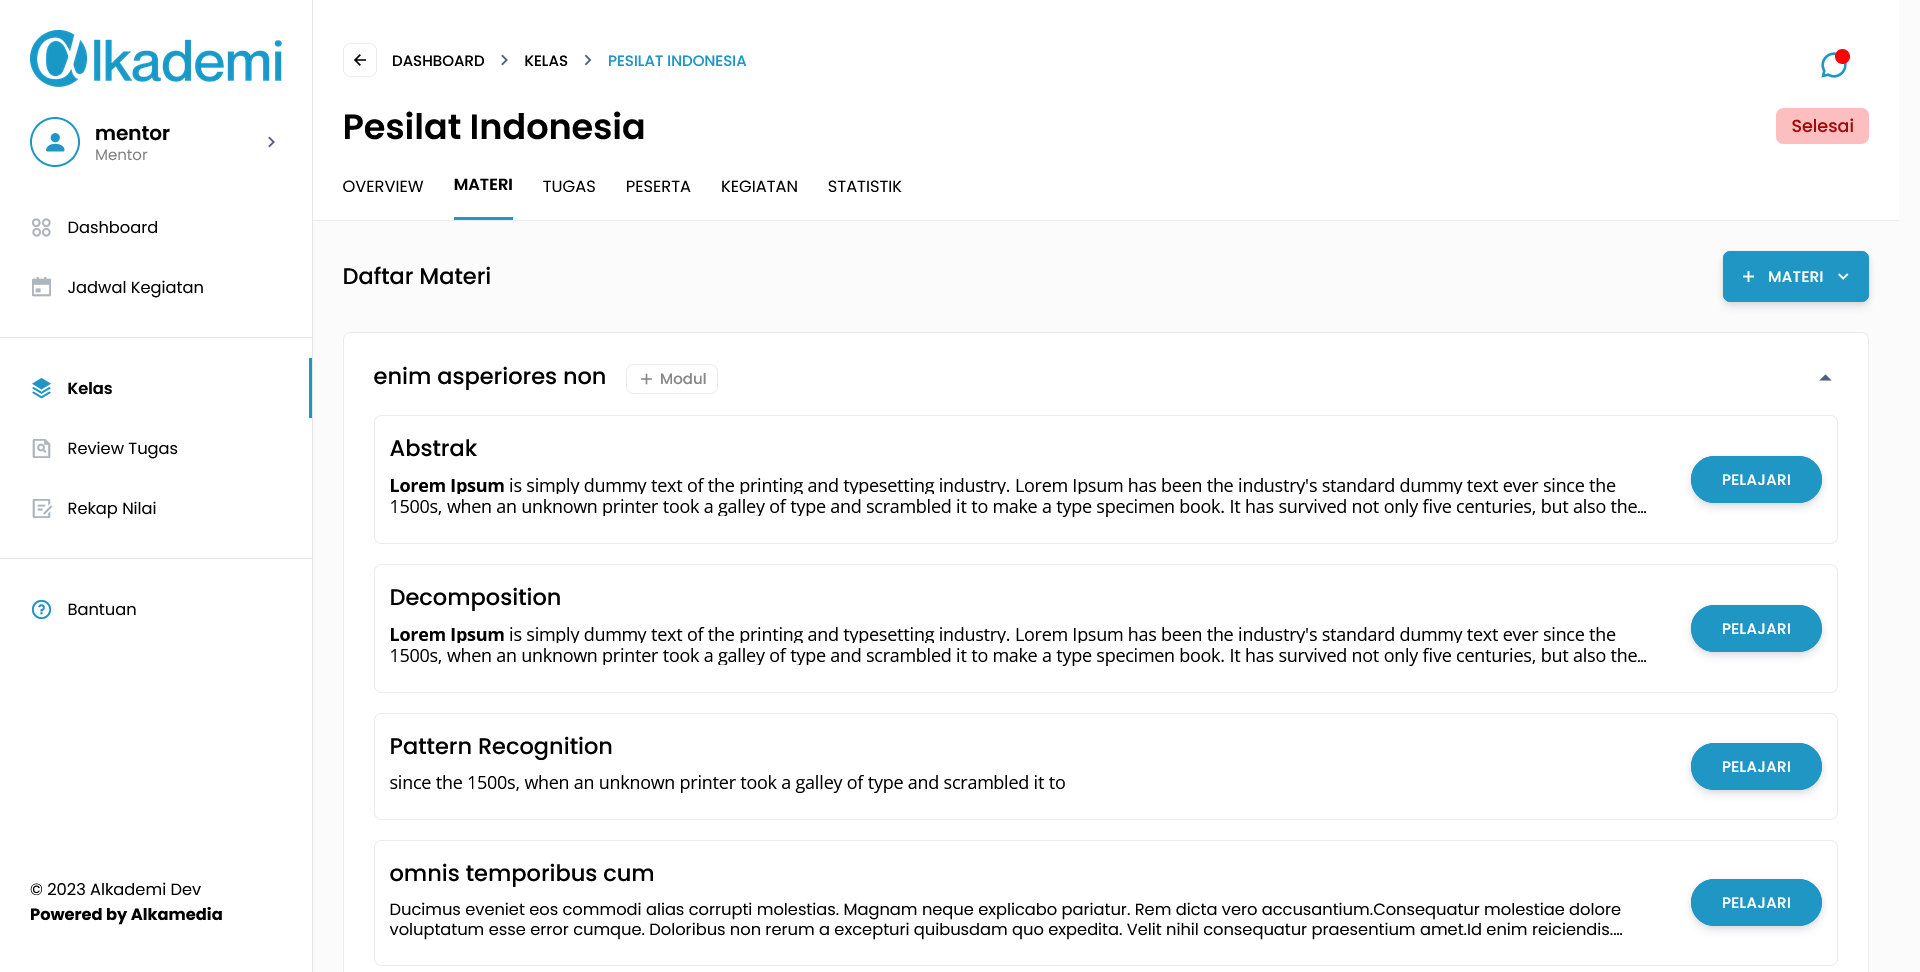 Alkademi
mentor
Mentor
Dashboard
Jadwal Kegiatan
Kelas
Review Tugas
Rekap Nilai
Bantuan
© 2023 Alkademi Dev
Powered by Alkamedia
DASHBOARD > KELAS > PESILAT INDONESIA
Pesilat Indonesia
Selesai
OVERVIEW MATERI TUGAS PESERTA KEGIATAN STATISTIK
Daftar Materi
+ MATERI
enim asperiores non
+ Modul
Abstrak
Lorem Ipsum is simply dummy text of the printing and typesetting industry. Lorem Ipsum has been the industry's standard dummy text ever since the
1500s, when an unknown printer took a galley of type and scrambled it to make a type specimen book. It has survived not only five centuries, but also the...
PELAJARI
Decomposition
Lorem Ipsum is simply dummy text of the printing and typesetting industry. Lorem Ipsum has been the industry's standard dummy text ever since the
1500s, when an unknown printer took a galley of type and scrambled it to make a type specimen book. It has survived not only five centuries, but also the...
PELAJARI
Pattern Recognition
since the 1500s, when an unknown printer took a galley of type and scrambled it to
PELAJARI
omnis temporibus cum
Ducimus eveniet eos commodi alias corrupti molestias. Magnam neque explicabo pariatur. Rem dicta vero accusantium.Consequatur molestiae dolore
voluptatum esse error cumque. Doloribus non rerum a excepturi quibusdam quo expedita. Velit nihil consequatur praesentium amet.Id enim reiciendis....
PELAJARI